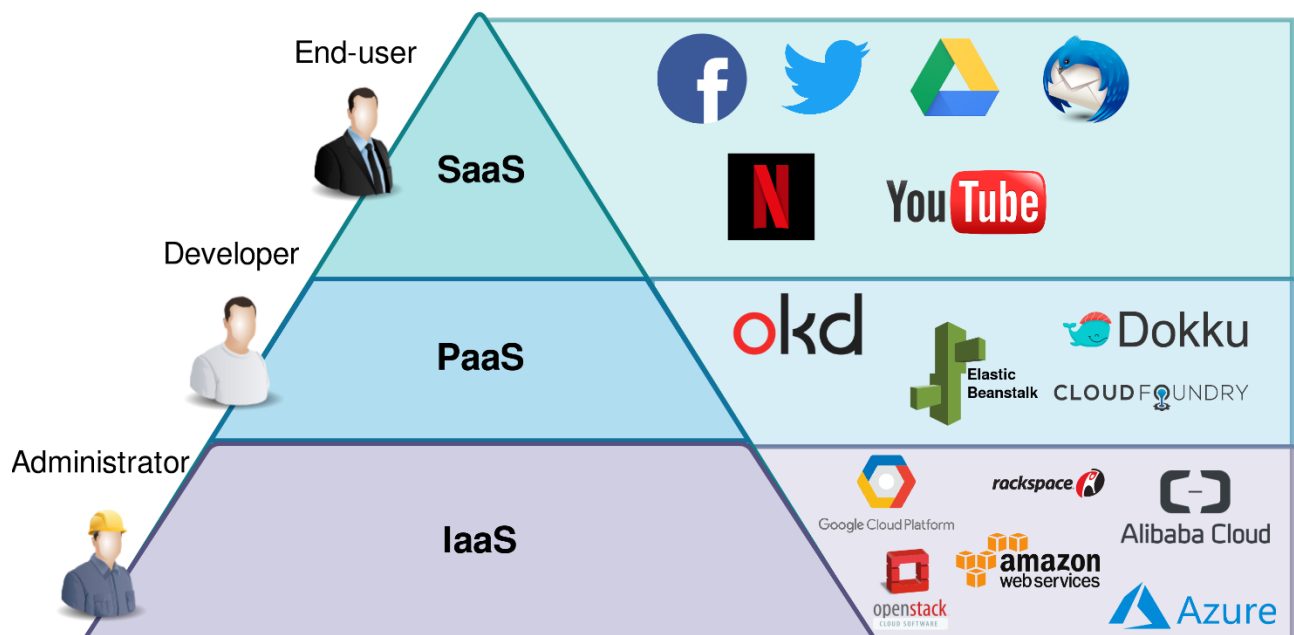 End-user
SaaS
You Tube
Developer
PaaS
okd
Dokku
Elastic
Beanstalk
CLOUD FOUNDRY
Administrator
IaaS
Google Cloud Platform
rackspace
Alibaba Cloud
openstack
CLOUD SOFTWARE
amazon
web services
Azure